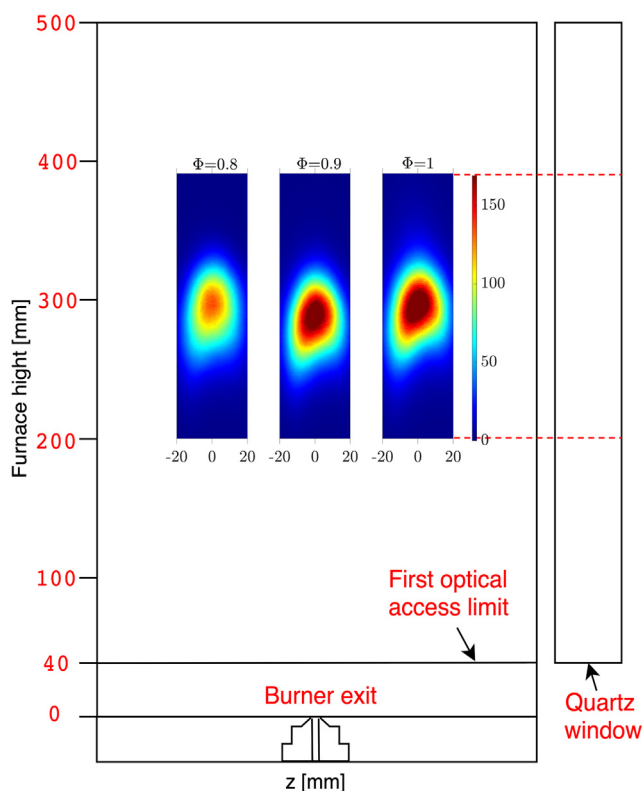 500
400
300
200
100
40
0
Furnace hight [mm]
Φ=0.8
Φ=0.9
Φ=1
150
100
50
0
-20 0 20
-20 0 20
-20 0 20
First optical
access limit
Burner exit
Quartz
window
z [mm]